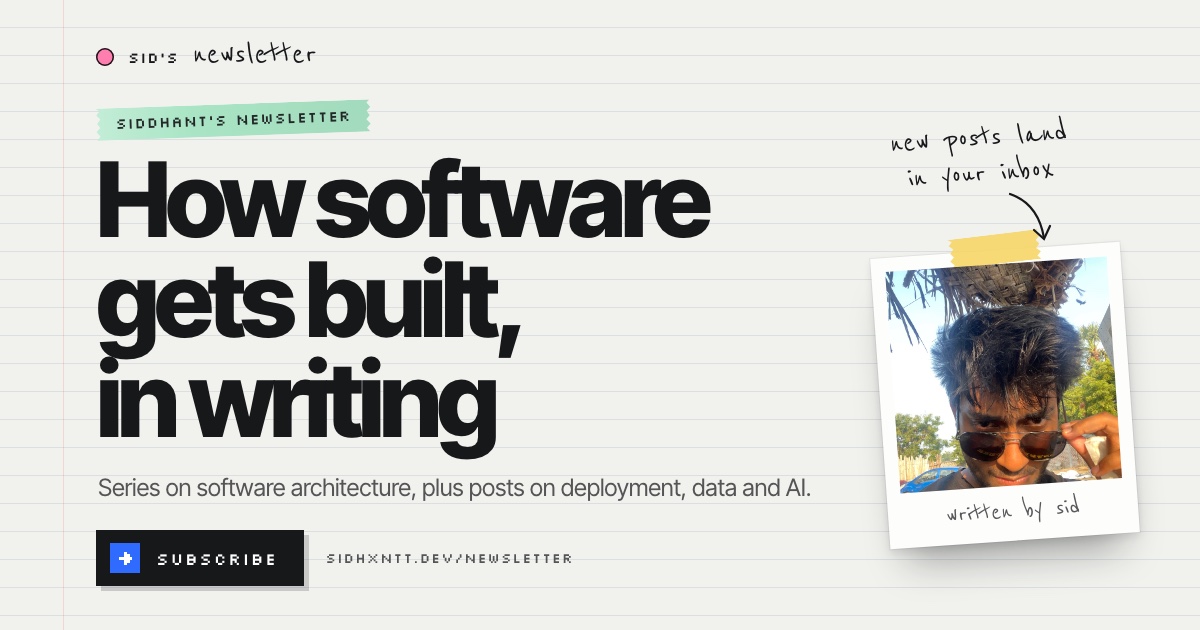 SID'S newsletter
SIDDHANT'S NEWSLETTER
How software
gets built,
in writing
Series on software architecture, plus posts on deployment, data and AI.
SUBSCRIBE
SIDHXNTT.DEV/NEWSLETTER
new posts land
in your inbox
written by sid